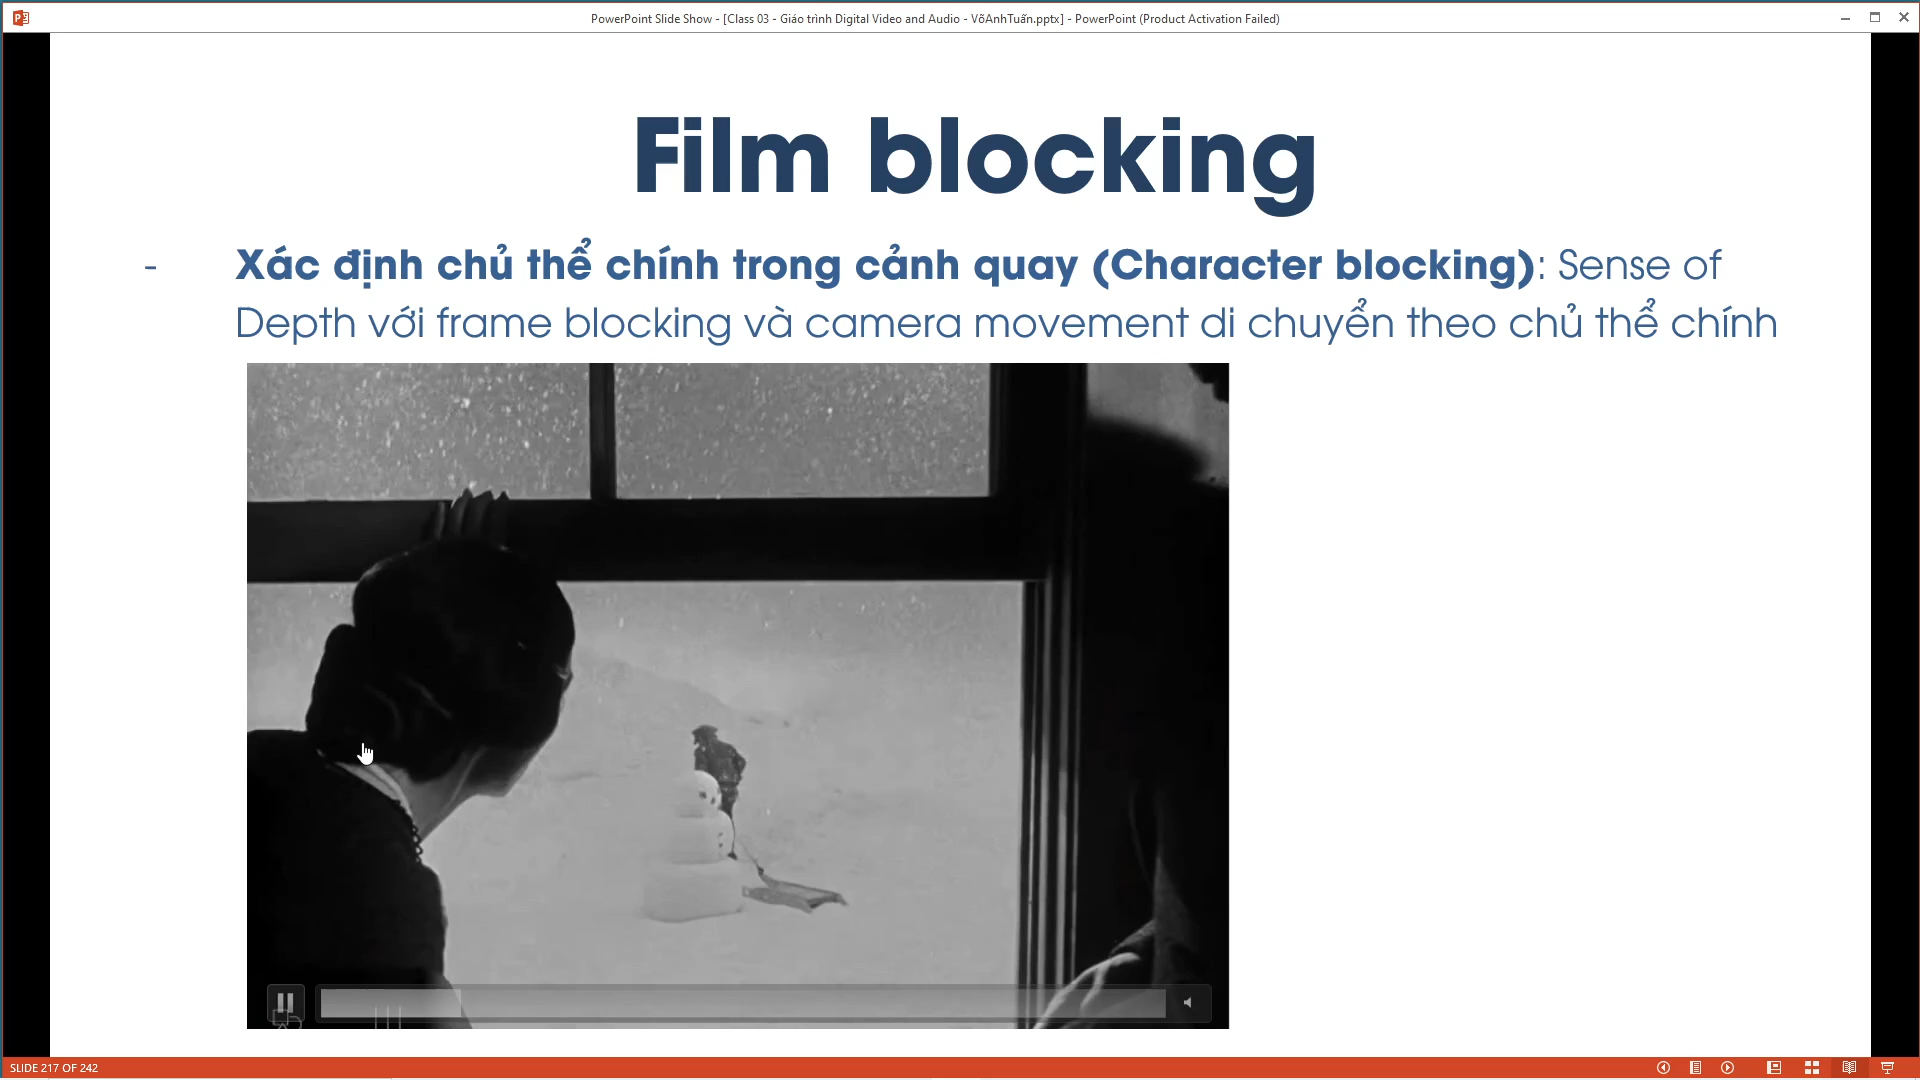 PowerPoint Slide Show - [Class 03 - Giáo trình Digital Video and Audio - VõAnhTuấn.pptx] - PowerPoint (Product Activation Failed)
Film blocking
- Xác định chủ thể chính trong cảnh quay (Character blocking): Sense of
Depth với frame blocking và camera movement di chuyển theo chủ thể chính
SLIDE 217 OF 242